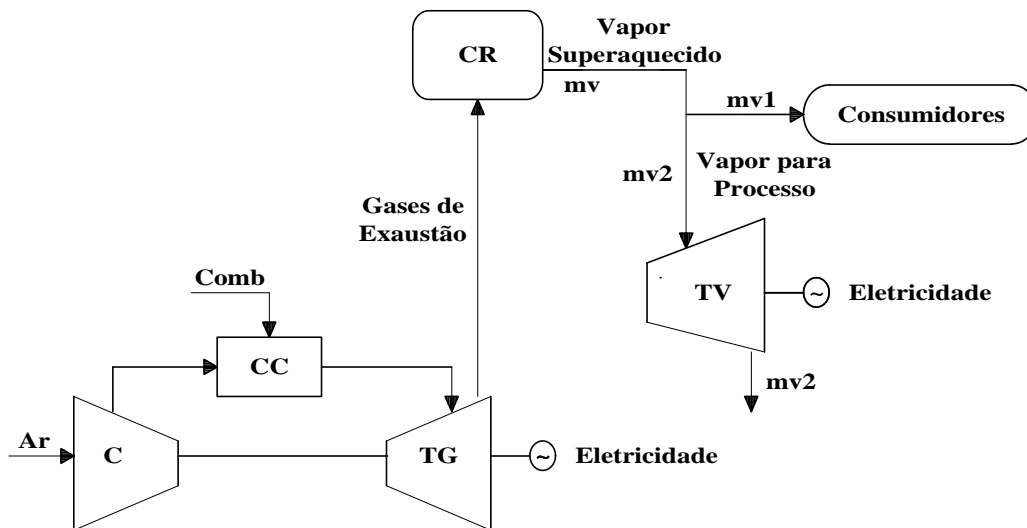 Vapor
Superaquecido
CR
mv
mv1
Consumidores
mv2
Vapor para
Processo
Gases de
Exaustão
Comb
TV
~
Eletricidade
CC
mv2
Ar
C
TG
~
Eletricidade